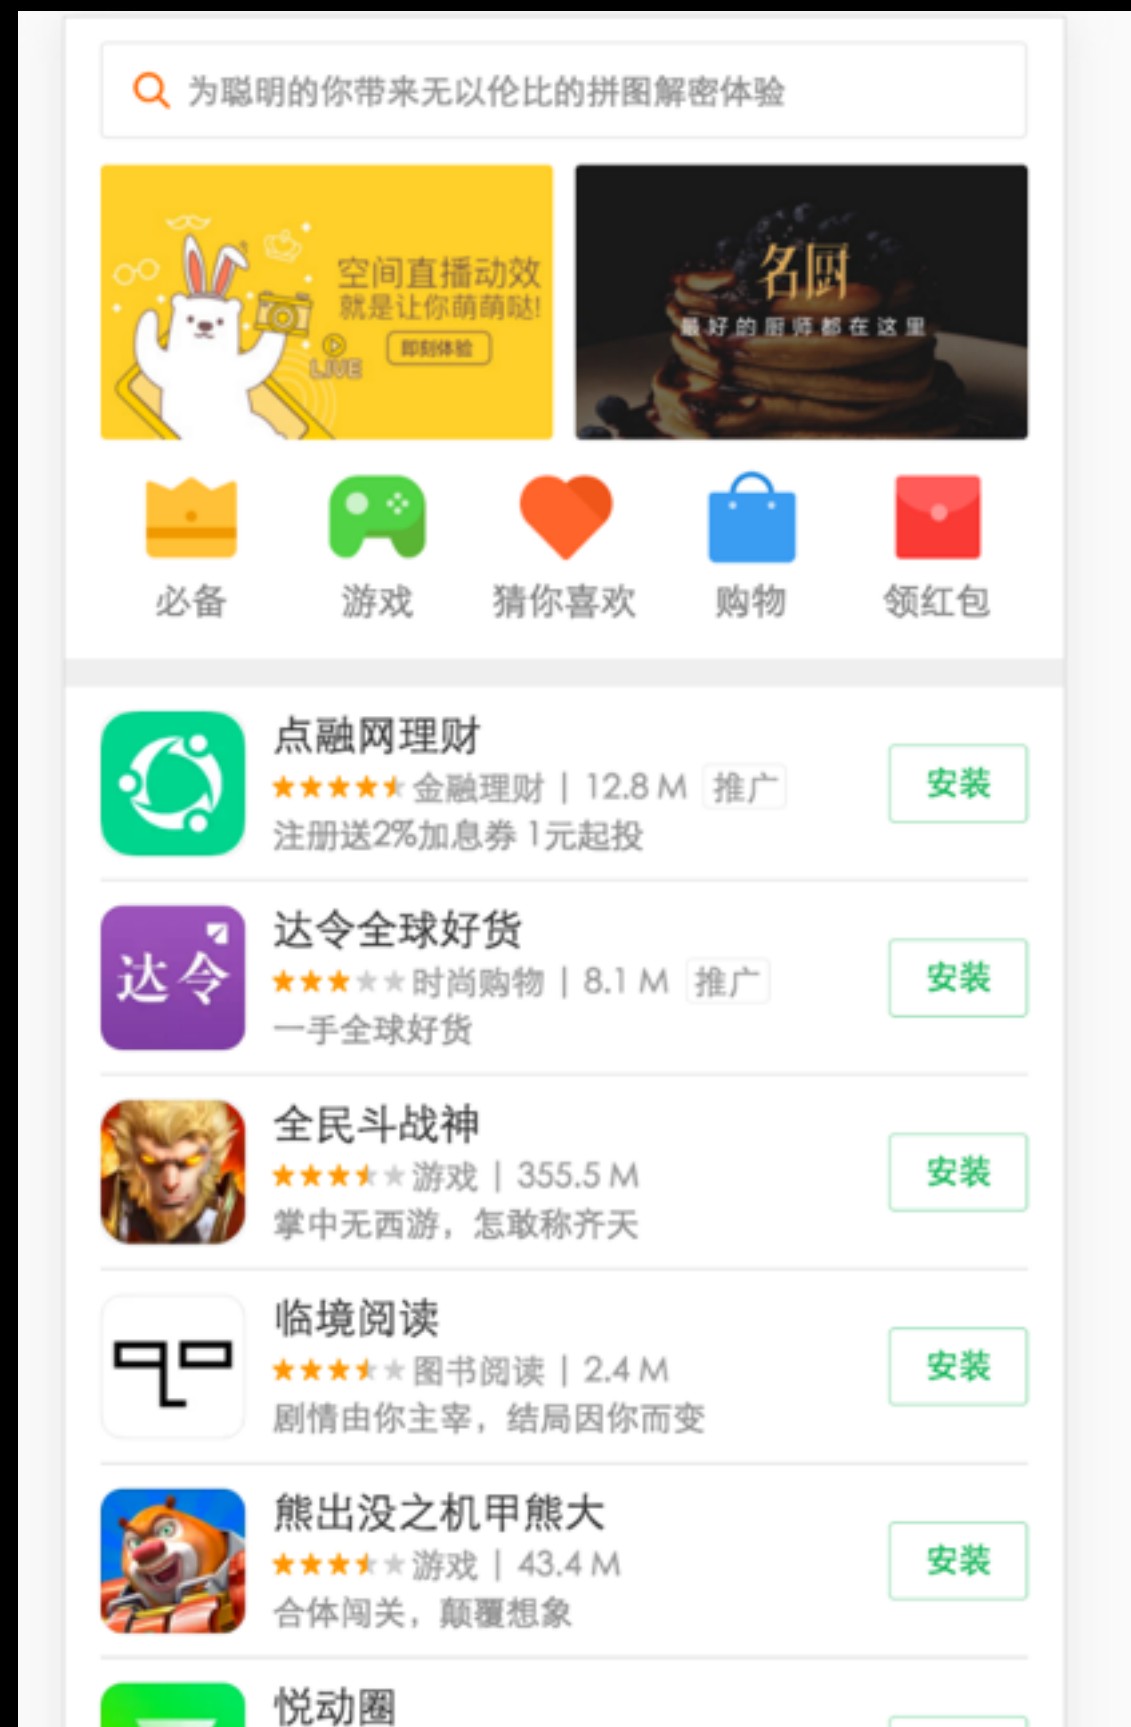 为聪明的你带来无以伦比的拼图解密体验
空间直播动效
就是让你萌萌哒!
即刻体验
LIVE
名厨
最好的厨师都在这里
必备
游戏
猜你喜欢
购物
领红包
点融网理财
金融理财 | 12.8 M 推广
注册送2%加息券 1元起投
安装
达令
达令全球好货
时尚购物 | 8.1 M 推广
一手全球好货
安装
全民斗战神
游戏 | 355.5 M
掌中无西游，怎敢称齐天
安装
临境阅读
图书阅读 | 2.4 M
剧情由你主宰，结局因你而变
安装
熊出没之机甲熊大
游戏 | 43.4 M
合体闯关，颠覆想象
安装
悦动圈